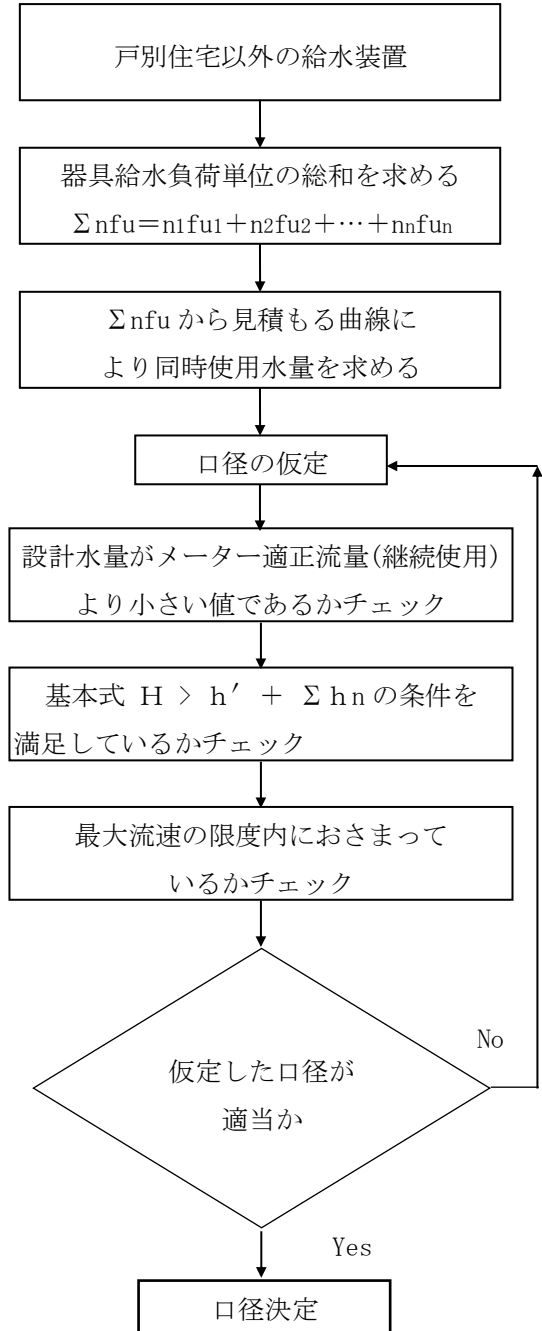 戸別住宅以外の給水装置
器具給水負荷単位の総和を求める
Σnfu＝n1fu1＋n2fu2＋…＋nnfun
Σnfu から見積もる曲線に
より同時使用水量を求める
口径の仮定
設計水量がメーター適正流量(継続使用)
より小さい値であるかチェック
基本式 Ｈ > ｈ′ ＋ Σｈn の条件を
満足しているかチェック
最大流速の限度内におさまって
いるかチェック
No
仮定した口径が
適当か
Yes
口径決定